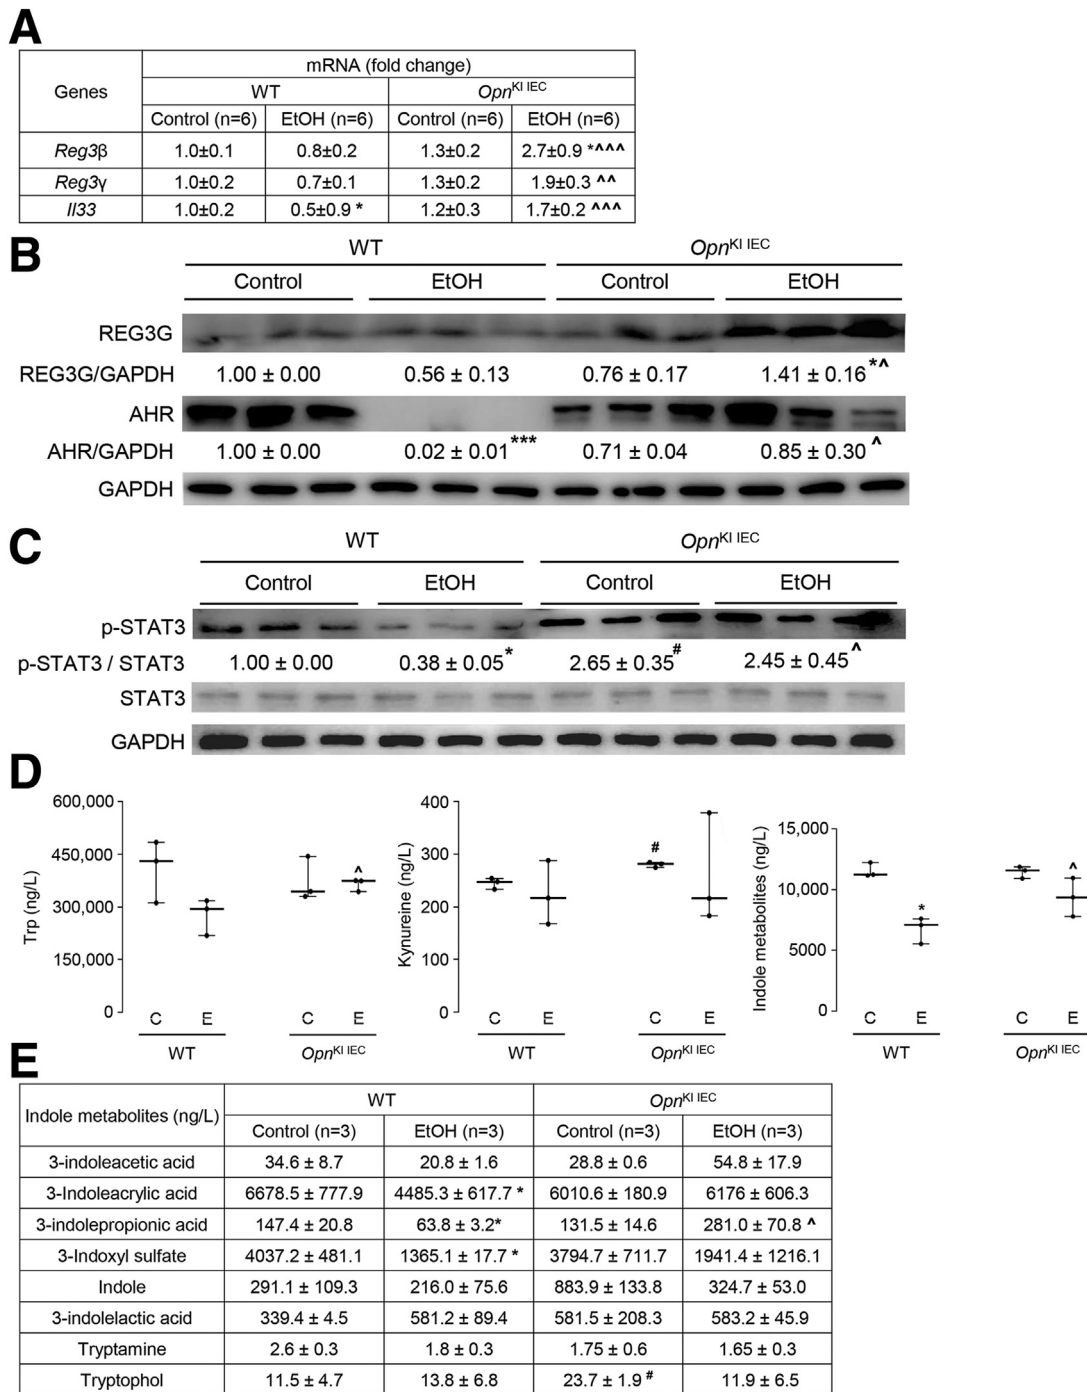 A
Genes
mRNA (fold change)
WT
Opn^KI IEC
Control (n=6) EtOH (n=6) Control (n=6) EtOH (n=6)
Reg3β 1.0±0.1 0.8±0.2 1.3±0.2 2.7±0.9 *^^^
Reg3γ 1.0±0.2 0.7±0.1 1.3±0.2 1.9±0.3 ^^
Il33 1.0±0.2 0.5±0.9 * 1.2±0.3 1.7±0.2 ^^^
B
WT Opn^KI IEC
Control EtOH Control EtOH
REG3G
REG3G/GAPDH 1.00 ± 0.00 0.56 ± 0.13 0.76 ± 0.17 1.41 ± 0.16 *^
AHR
AHR/GAPDH 1.00 ± 0.00 0.02 ± 0.01 *** 0.71 ± 0.04 0.85 ± 0.30 ^
GAPDH
C
WT Opn^KI IEC
Control EtOH Control EtOH
p-STAT3
p-STAT3 / STAT3 1.00 ± 0.00 0.38 ± 0.05 * 2.65 ± 0.35 # 2.45 ± 0.45 ^
STAT3
GAPDH
D
Trp (ng/L)
600,000
450,000
300,000
150,000
0
^
C E C E
WT Opn^KI IEC
Kynureine (ng/L)
400
300
200
100
0
#
C E C E
WT Opn^KI IEC
Indole metabolites (ng/L)
15,000
10,000
5000
0
* ^
C E C E
WT Opn^KI IEC
E
Indole metabolites (ng/L)
WT Opn^KI IEC
Control (n=3) EtOH (n=3) Control (n=3) EtOH (n=3)
3-indoleacetic acid 34.6 ± 8.7 20.8 ± 1.6 28.8 ± 0.6 54.8 ± 17.9
3-Indoleacrylic acid 6678.5 ± 777.9 4485.3 ± 617.7 * 6010.6 ± 180.9 6176 ± 606.3
3-indolepropionic acid 147.4 ± 20.8 63.8 ± 3.2* 131.5 ± 14.6 281.0 ± 70.8 ^
3-Indoxyl sulfate 4037.2 ± 481.1 1365.1 ± 17.7 * 3794.7 ± 711.7 1941.4 ± 1216.1
Indole 291.1 ± 109.3 216.0 ± 75.6 883.9 ± 133.8 324.7 ± 53.0
3-indolelactic acid 339.4 ± 4.5 581.2 ± 89.4 581.5 ± 208.3 583.2 ± 45.9
Tryptamine 2.6 ± 0.3 1.8 ± 0.3 1.75 ± 0.6 1.65 ± 0.3
Tryptophol 11.5 ± 4.7 13.8 ± 6.8 23.7 ± 1.9 # 11.9 ± 6.5